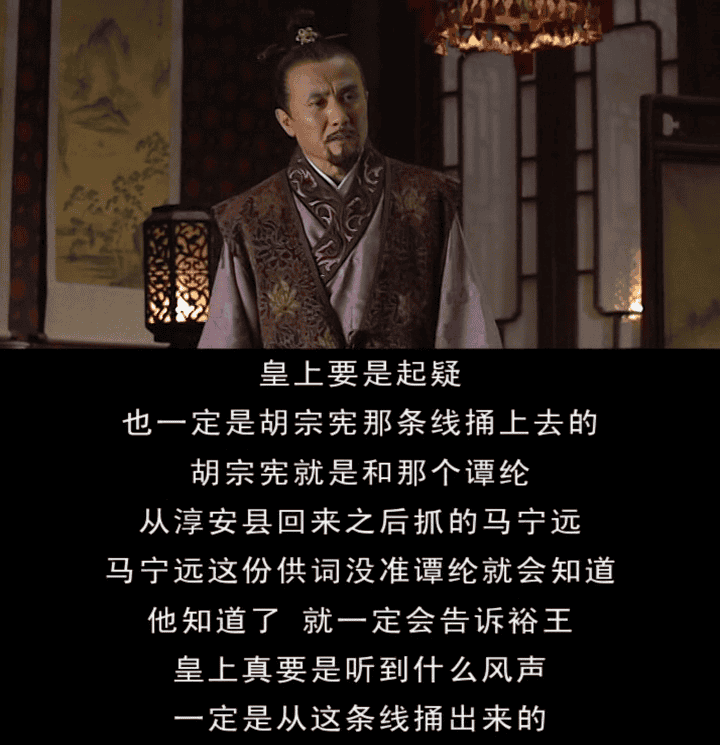 皇上要是起疑
也一定是胡宗宪那条线捅上去的
胡宗宪就是和那个谭纶
从淳安县回来之后抓的马宁远
马宁远这份供词没准谭纶就会知道
他知道了 就一定会告诉裕王
皇上真要是听到什么风声
一定是从这条线捅出来的